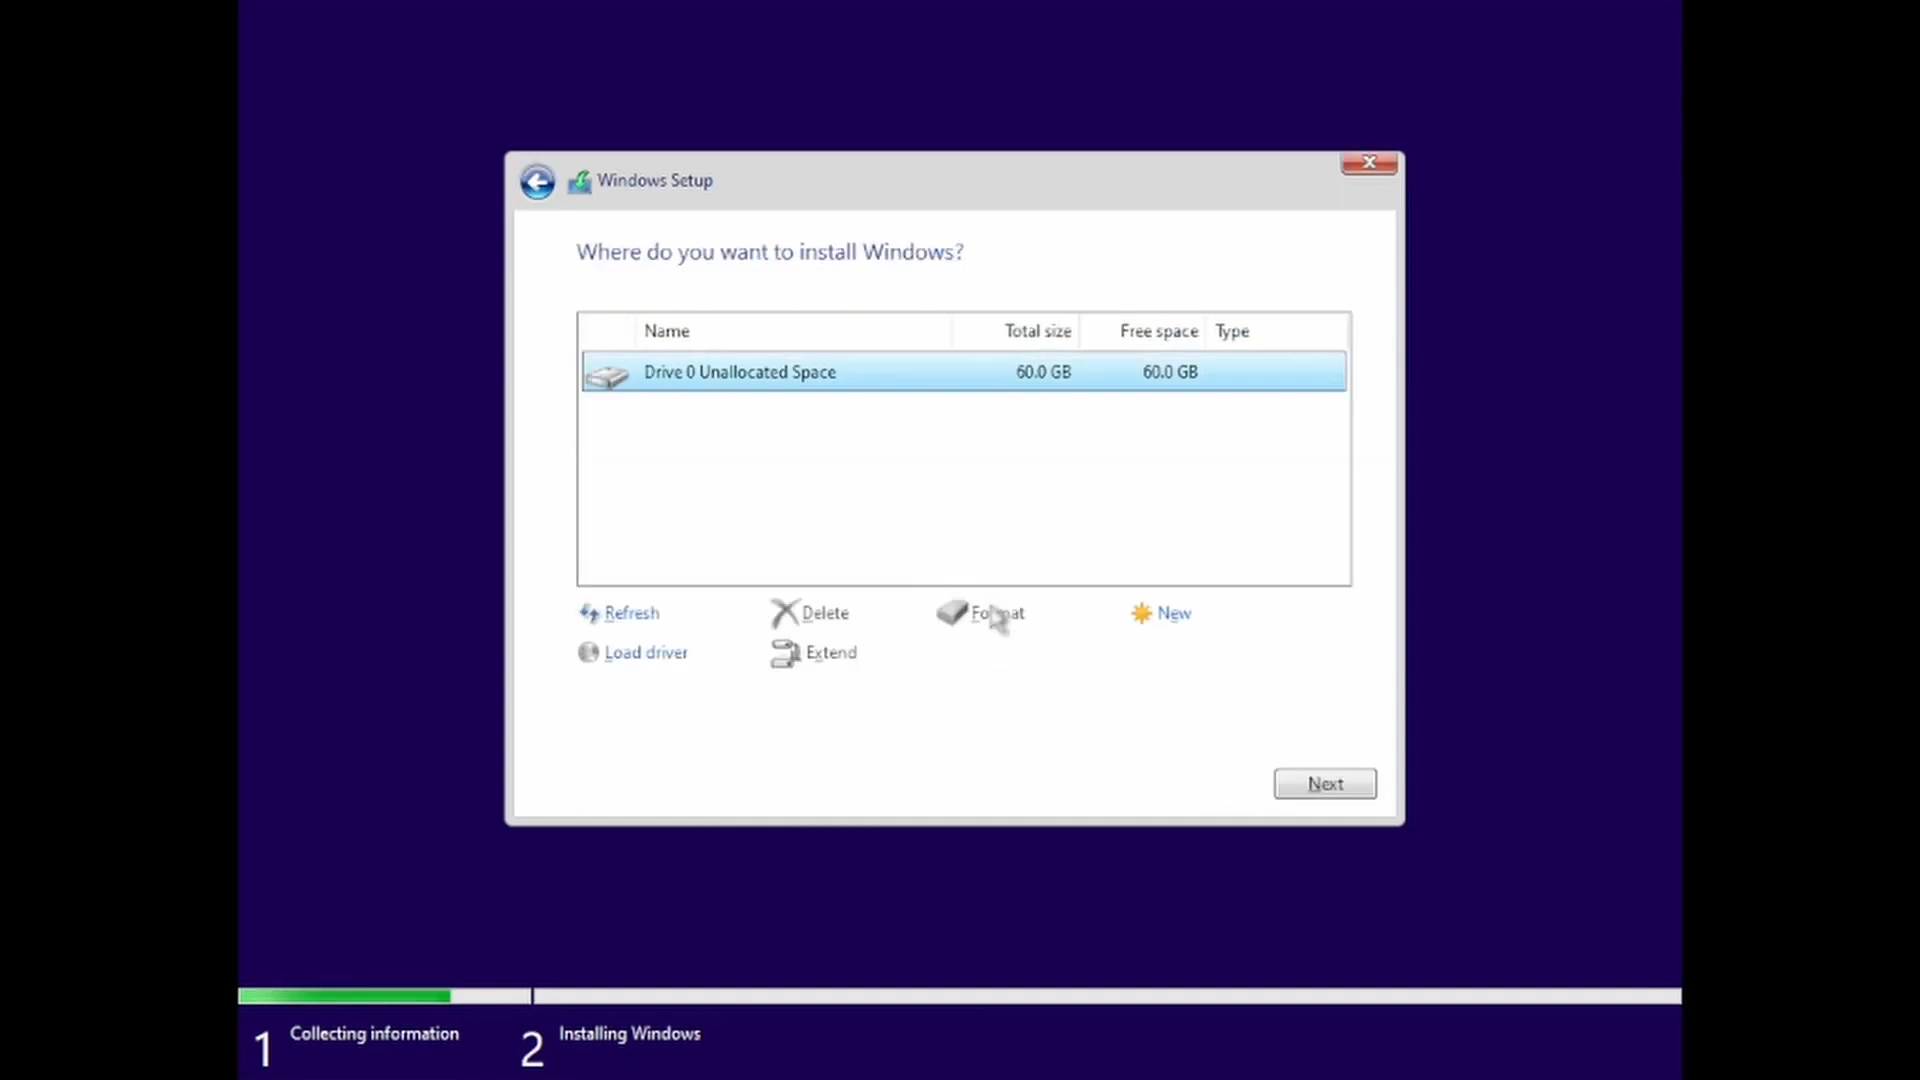 Windows Setup
Where do you want to install Windows?
Name Total size Free space Type
Drive 0 Unallocated Space 60.0 GB 60.0 GB
Refresh Delete Format New
Load driver Extend
Next
1 Collecting information 2 Installing Windows